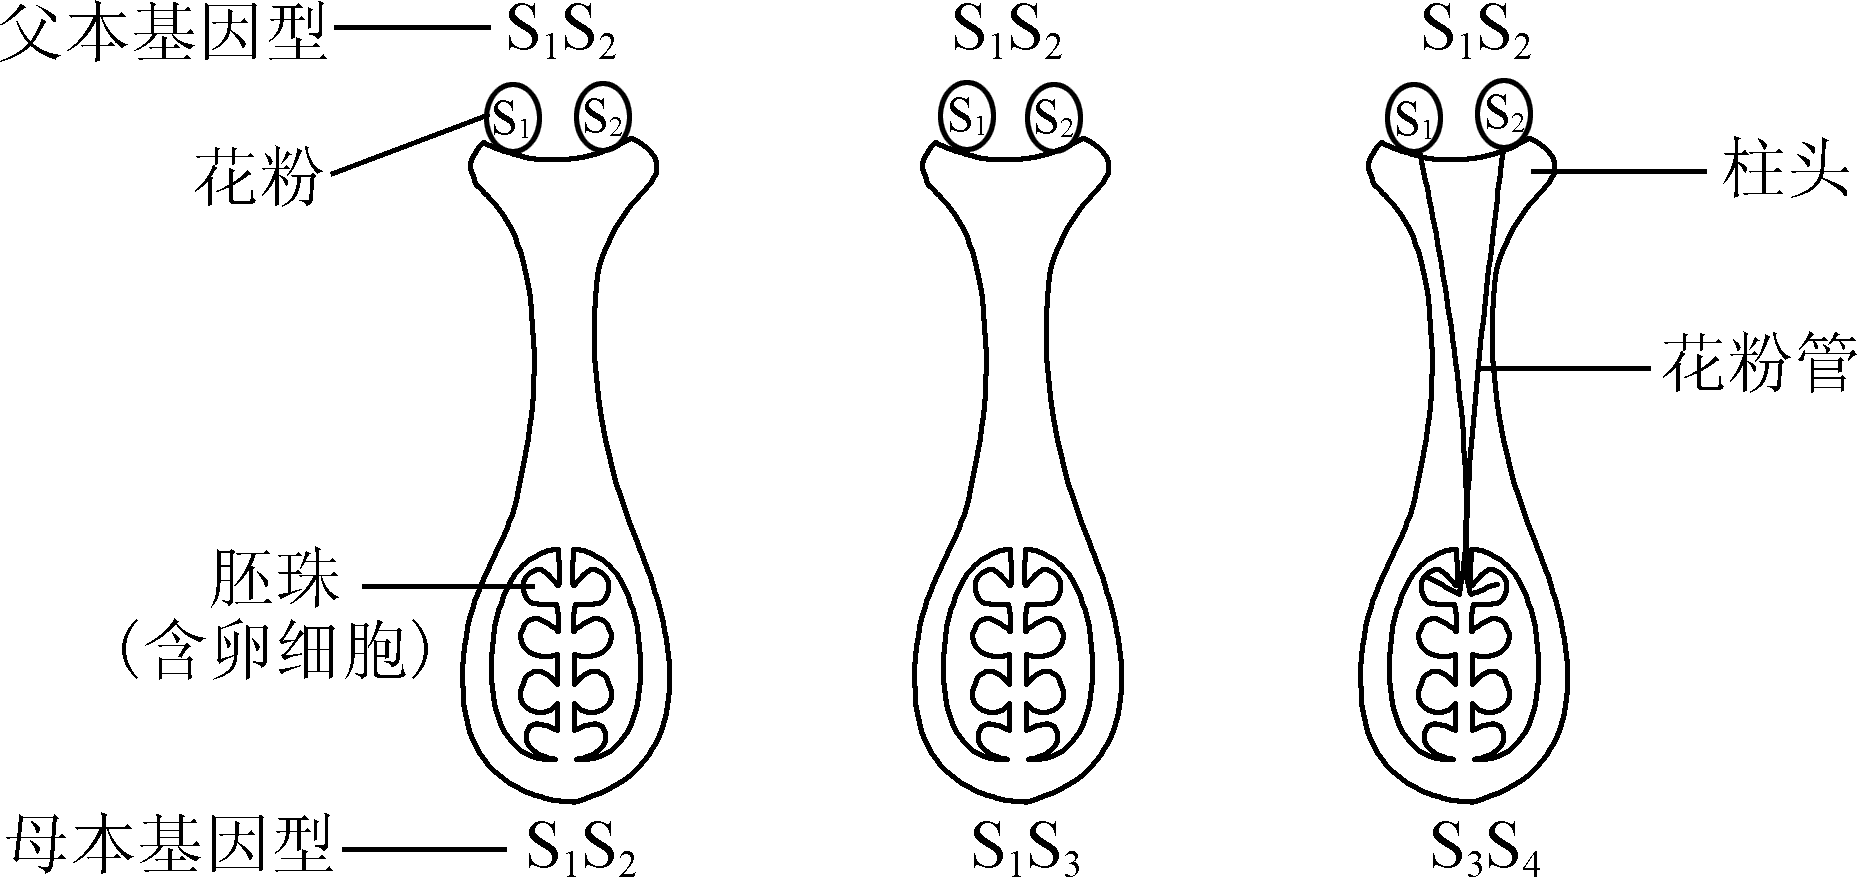 父本基因型 S₁S₂ S₁S₂ S₁S₂
S₁ S₂ S₁ S₂ S₁ S₂
花粉 柱头
花粉管
胚珠
(含卵细胞)
母本基因型 S₁S₂ S₁S₃ S₃S₄